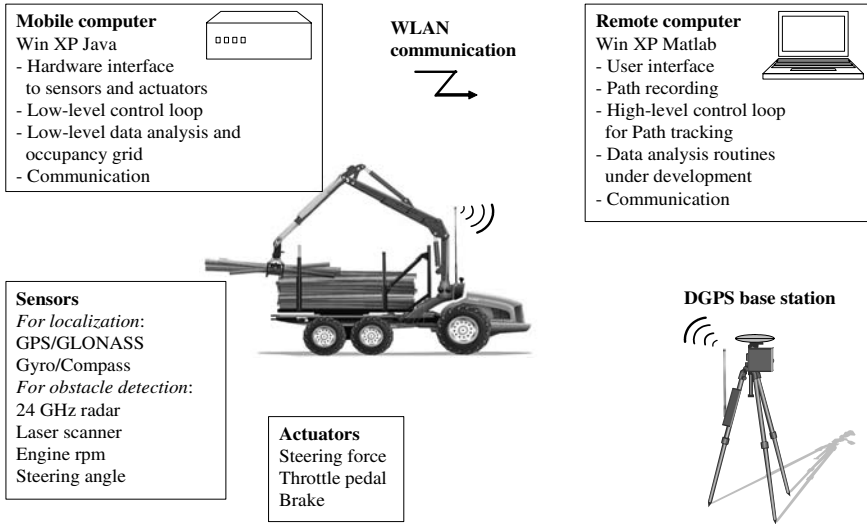 Mobile computer
Win XP Java
- Hardware interface
to sensors and actuators
- Low-level control loop
- Low-level data analysis and
occupancy grid
- Communication
WLAN
communication
Remote computer
Win XP Matlab
- User interface
- Path recording
- High-level control loop
for Path tracking
- Data analysis routines
under development
- Communication
Sensors
For localization:
GPS/GLONASS
Gyro/Compass
For obstacle detection:
24 GHz radar
Laser scanner
Engine rpm
Steering angle
Actuators
Steering force
Throttle pedal
Brake
DGPS base station